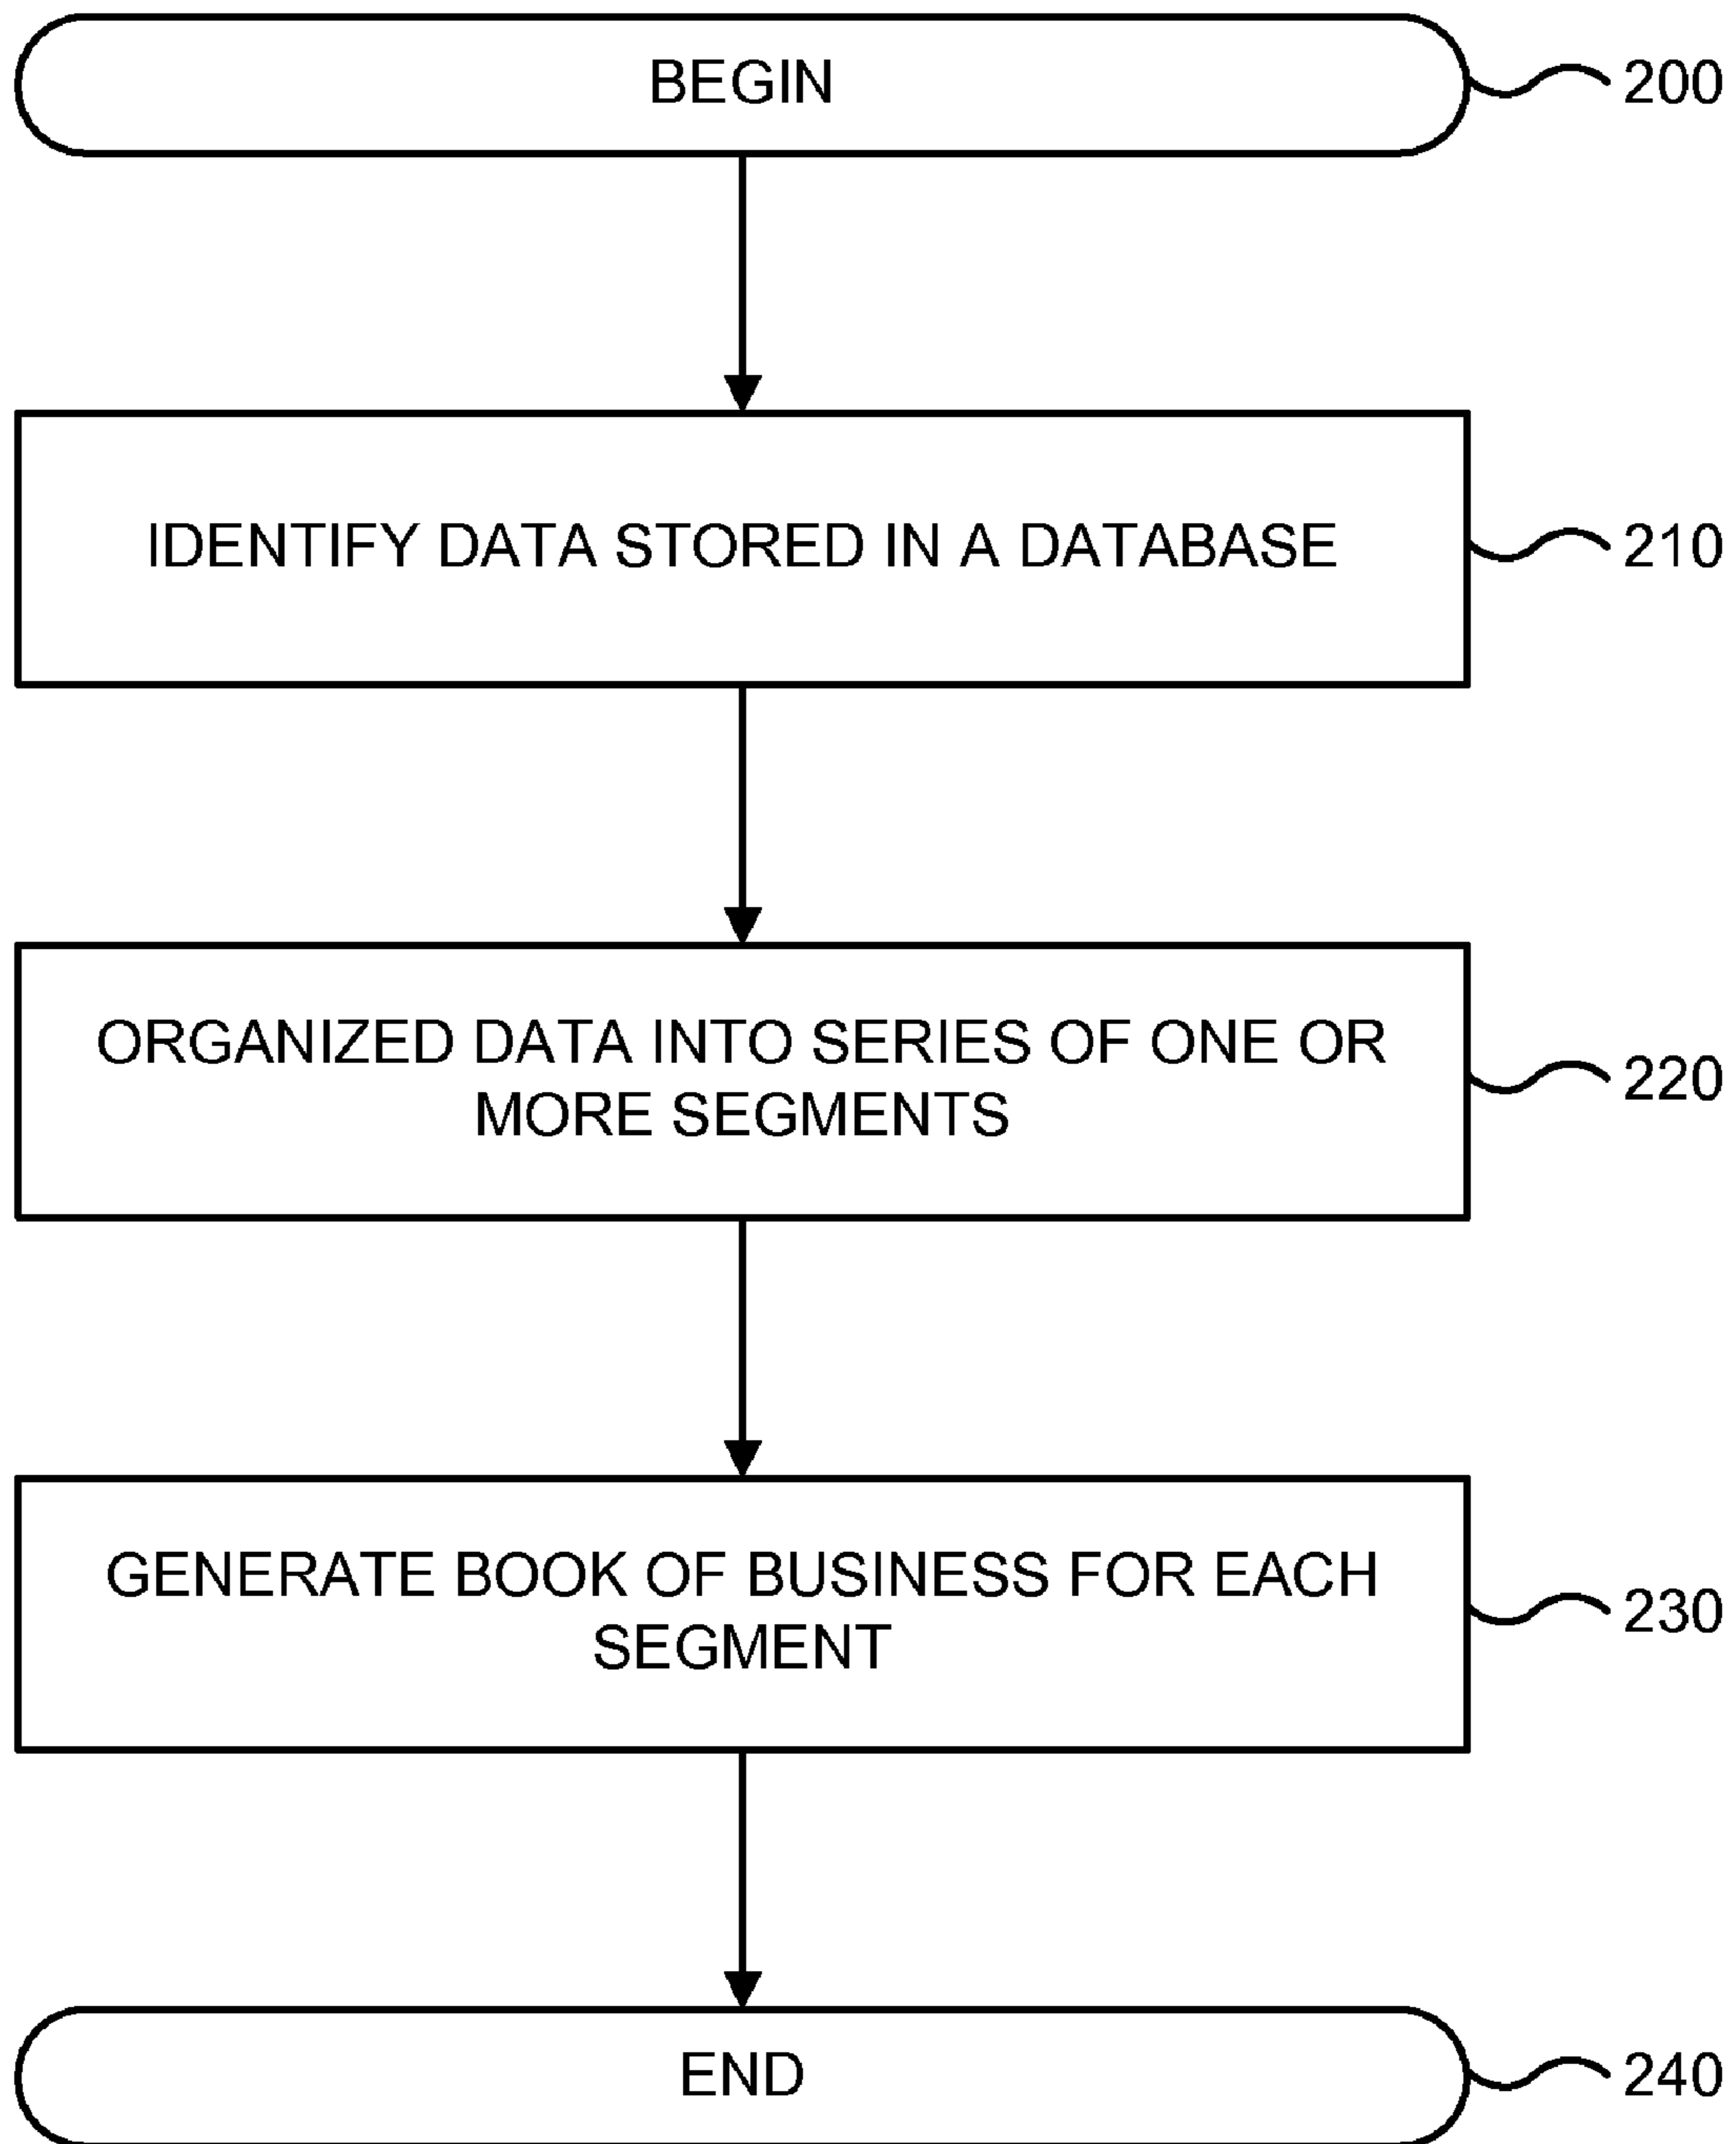 BEGIN
200
IDENTIFY DATA STORED IN A DATABASE
210
ORGANIZED DATA INTO SERIES OF ONE OR
MORE SEGMENTS
220
GENERATE BOOK OF BUSINESS FOR EACH
SEGMENT
230
END
240